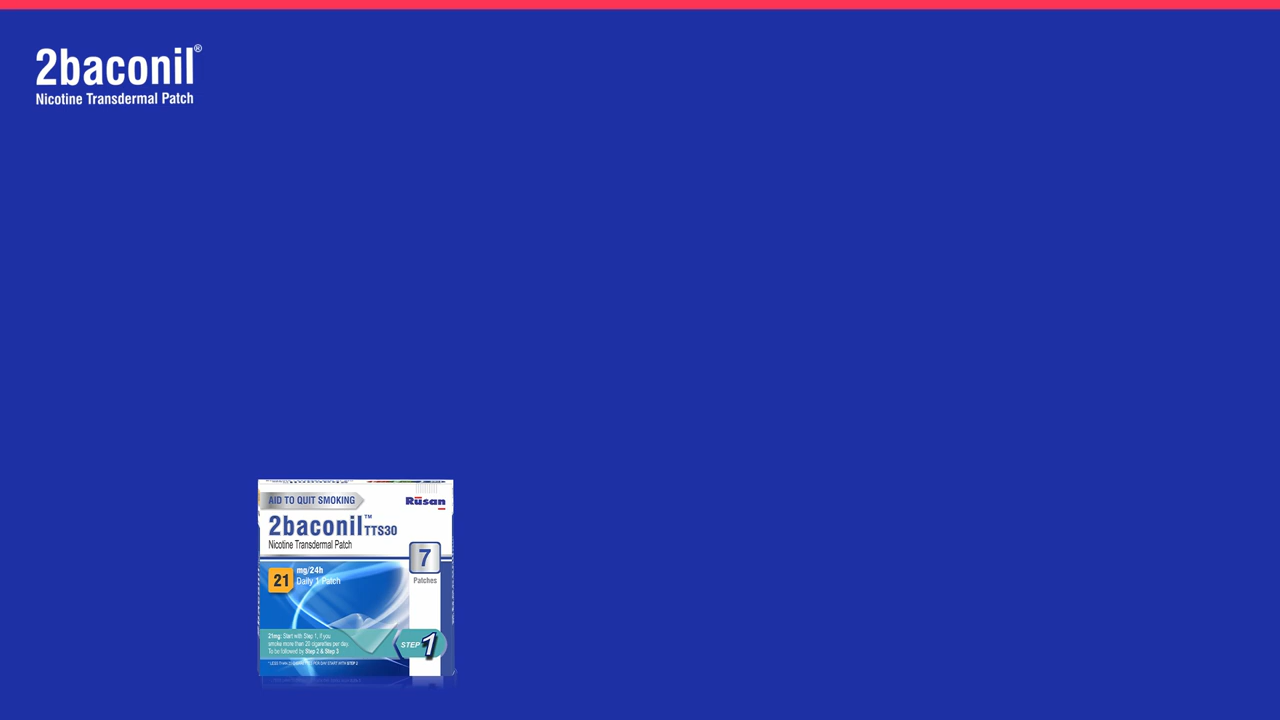 2baconil®
Nicotine Transdermal Patch
AID TO QUIT SMOKING
Rüsan
2baconil™ TTS30
Nicotine Transdermal Patch
7
Patches
21 mg/24h
Daily 1 Patch
21mg: Start with Step 1, if you
smoke more than 20 cigarettes per day.
To be followed by Step 2 & Step 3
STEP 1